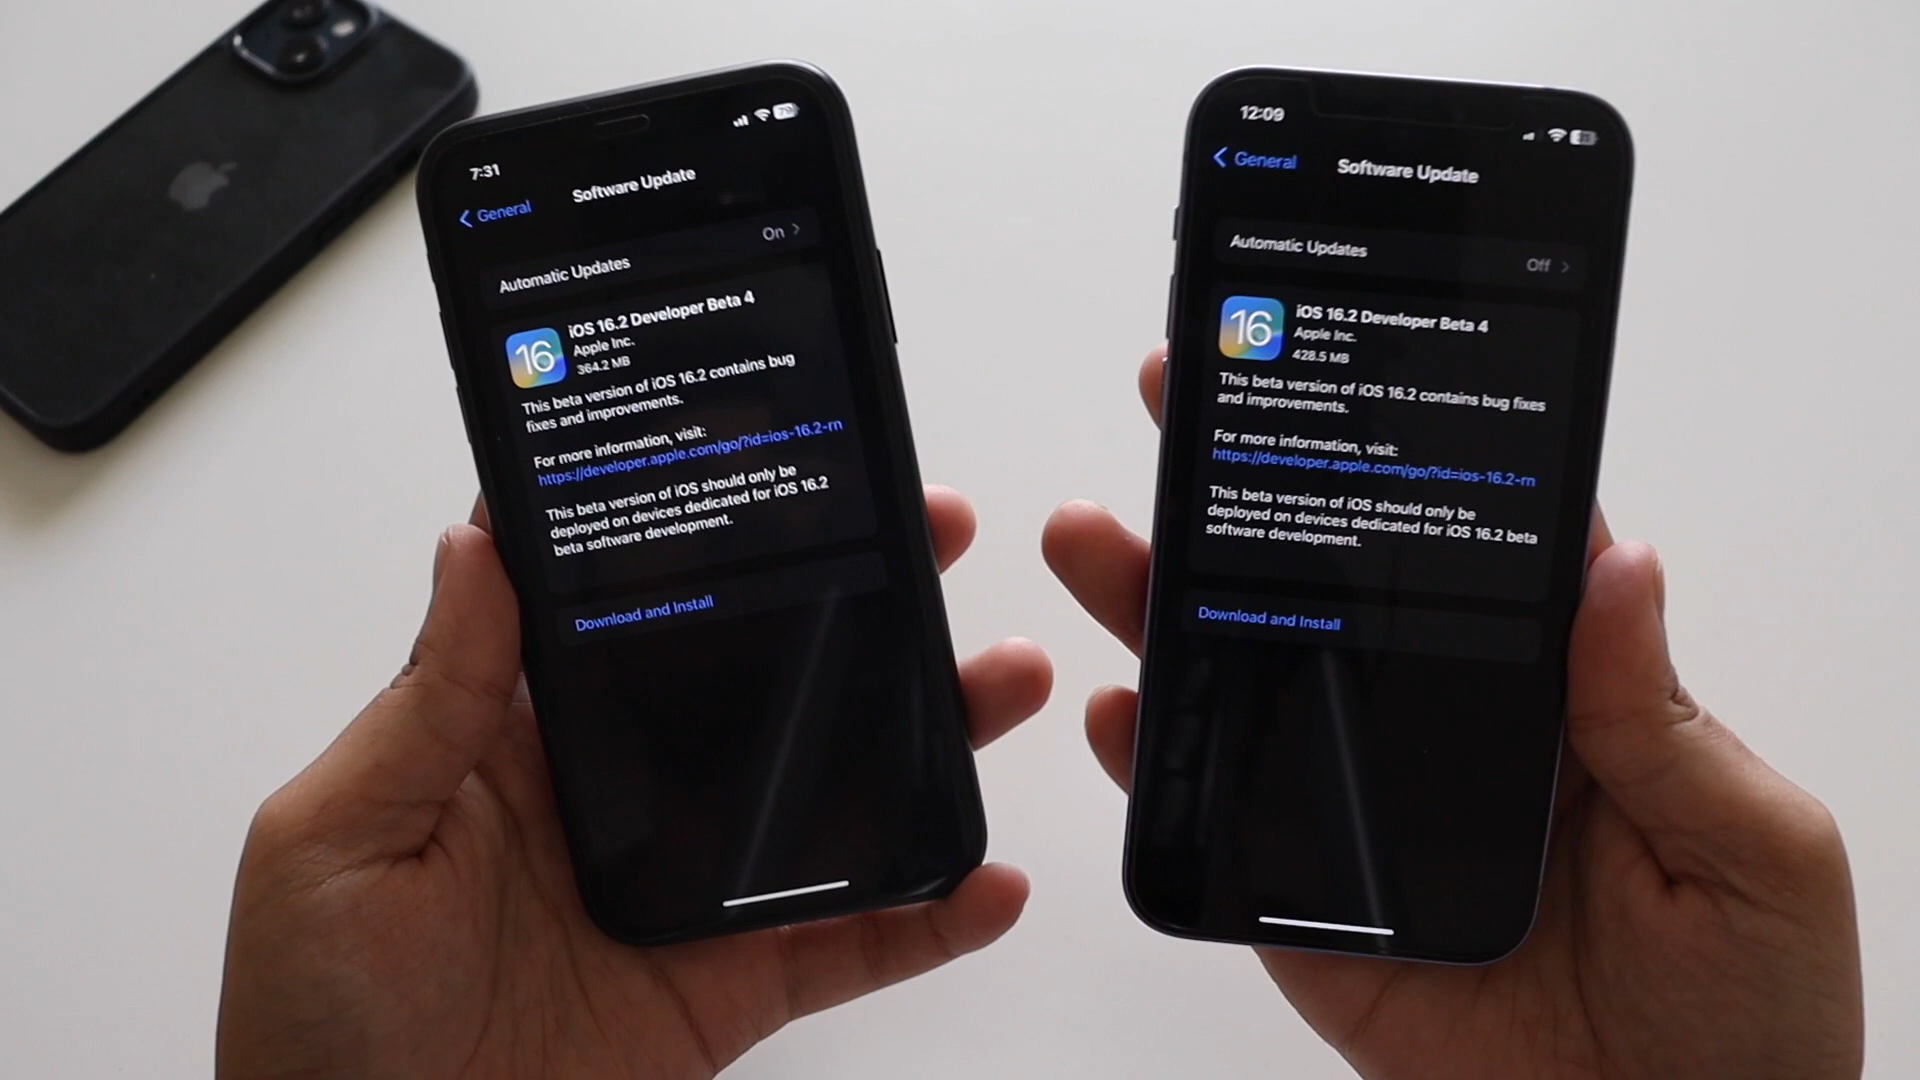 7:31
70
General
Software Update
Automatic Updates
On
16
iOS 16.2 Developer Beta 4
Apple Inc.
364.2 MB
This beta version of iOS 16.2 contains bug
fixes and improvements.
For more information, visit:
https://developer.apple.com/go/?id=ios-16.2-rn
This beta version of iOS should only be
deployed on devices dedicated for iOS 16.2
beta software development.
Download and Install
12:09
General
Software Update
Automatic Updates
Off
16
iOS 16.2 Developer Beta 4
Apple Inc.
428.5 MB
This beta version of iOS 16.2 contains bug fixes
and improvements.
For more information, visit:
https://developer.apple.com/go/?id=ios-16.2-rn
This beta version of iOS should only be
deployed on devices dedicated for iOS 16.2 beta
software development.
Download and Install